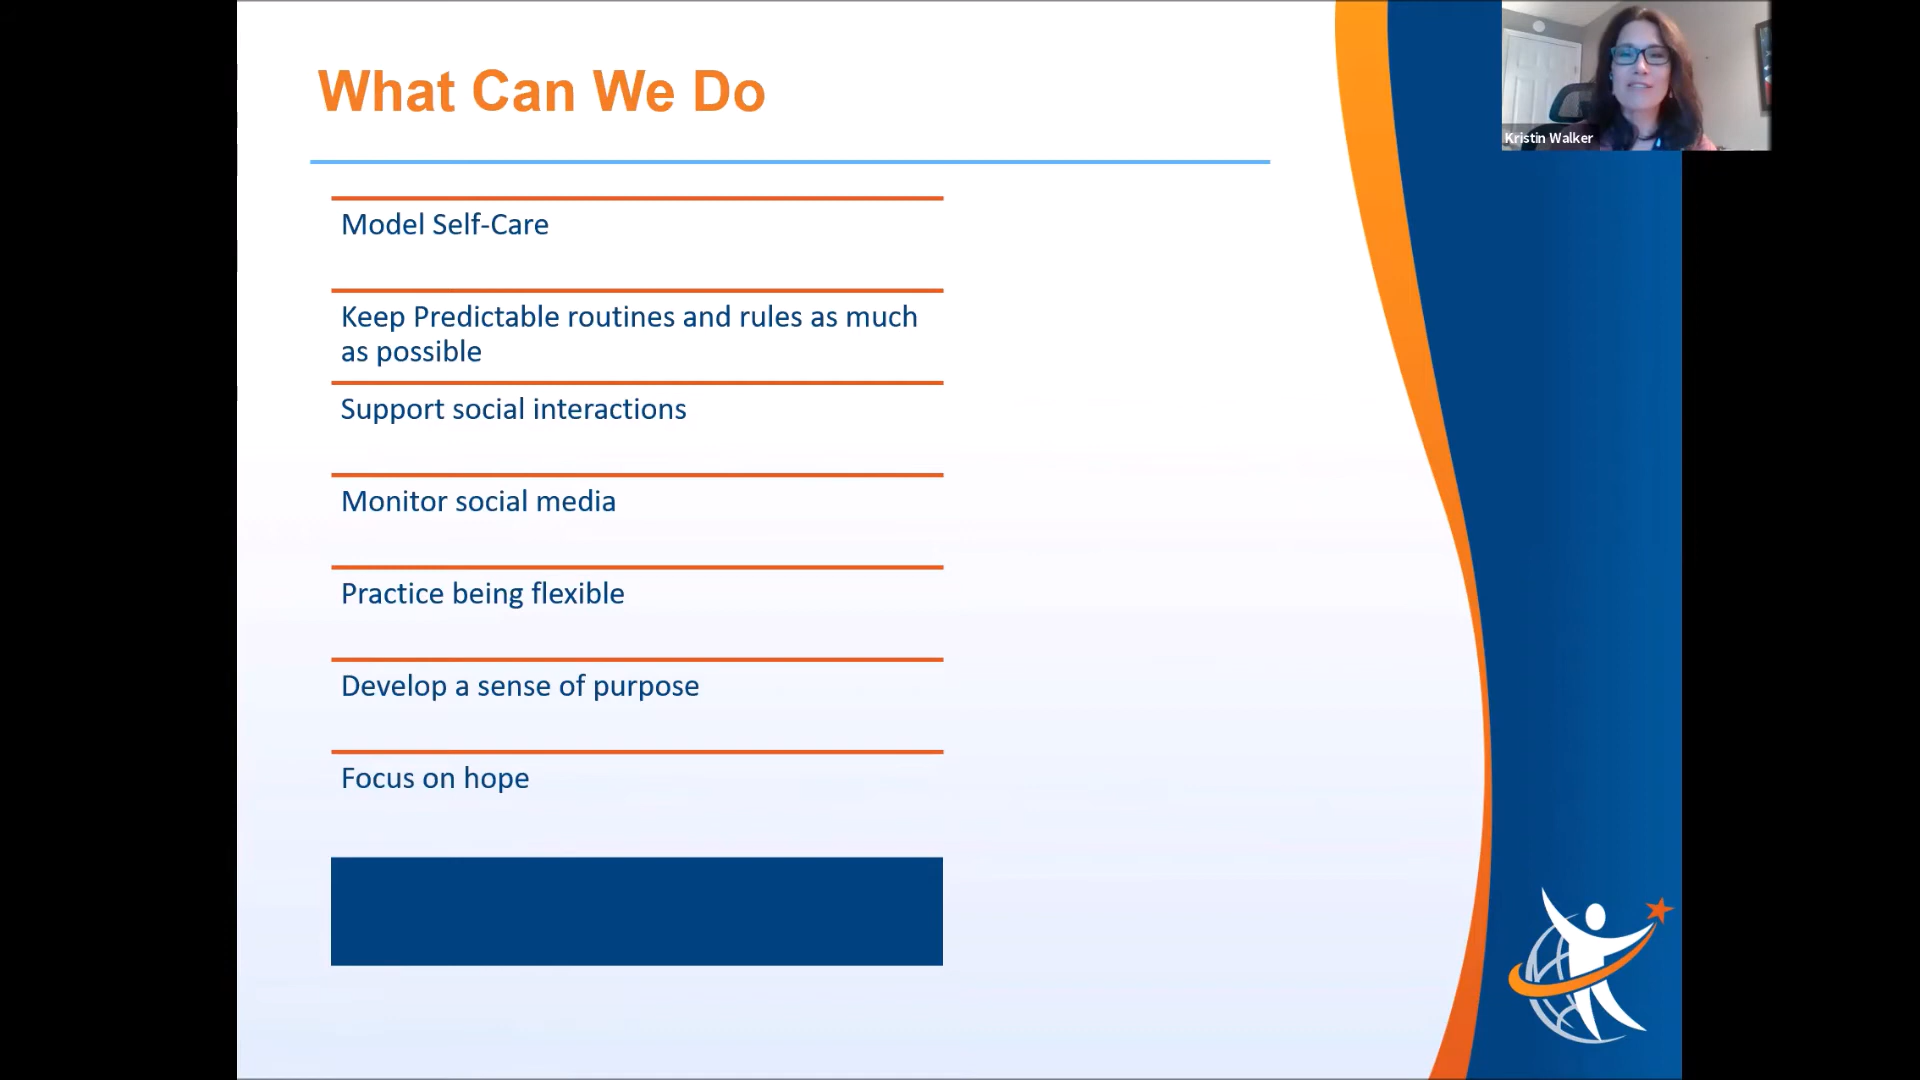 What Can We Do
Kristin Walker
Model Self-Care
Keep Predictable routines and rules as much
as possible
Support social interactions
Monitor social media
Practice being flexible
Develop a sense of purpose
Focus on hope